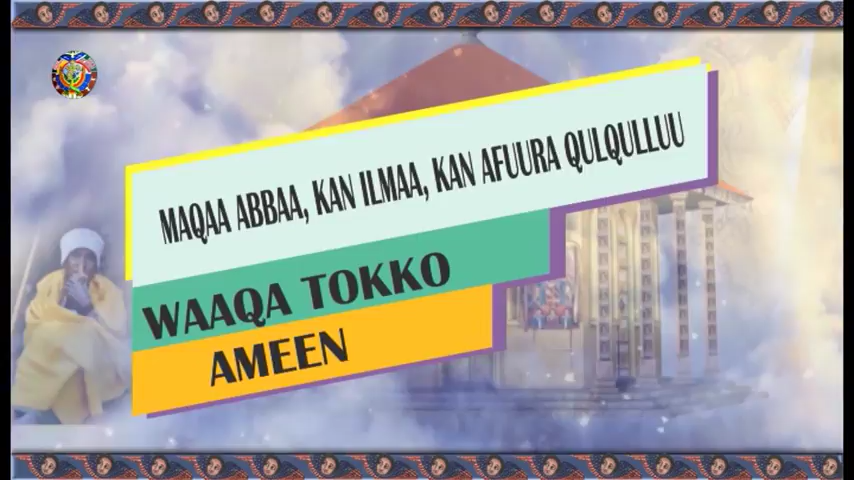 MAQAA ABBAA, KAN ILMAA, KAN AFUURA QULQULLUU
WAAQA TOKKO
AMEEN